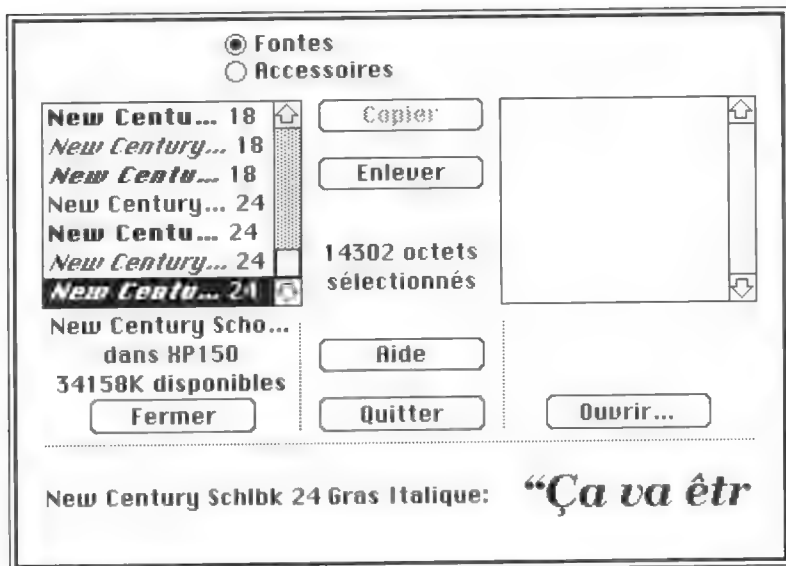 Fontes
Accessoires
New Centu... 18
New Century... 18
New Centu... 18
New Century... 24
New Centu... 24
New Century... 24
New Centu... 24
Copier
Enlever
14302 octets
sélectionnés
New Century Scho...
dans XP150
34158K disponibles
Fermer
Aide
Quitter
Ouvrir...
New Century Schlbk 24 Gras Italique:
“Ça va êtr